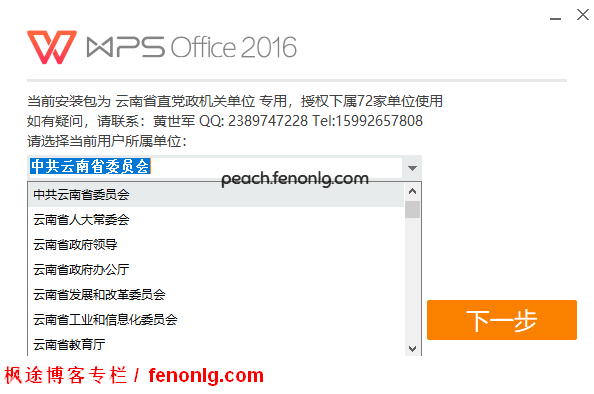 WPS Office 2016
当前安装包为 云南省直党政机关单位 专用，授权下属72家单位使用
如有疑问，请联系：黄世军 QQ: 2389747228 Tel:15992657808
请选择当前用户所属单位：
中共云南省委员会
peach.fenonlg.com
中共云南省委员会
云南省人大常委会
云南省政府领导
云南省政府办公厅
云南省发展和改革委员会
云南省工业和信息化委员会
云南省教育厅
下一步
枫途博客专栏 / fenonlg.com